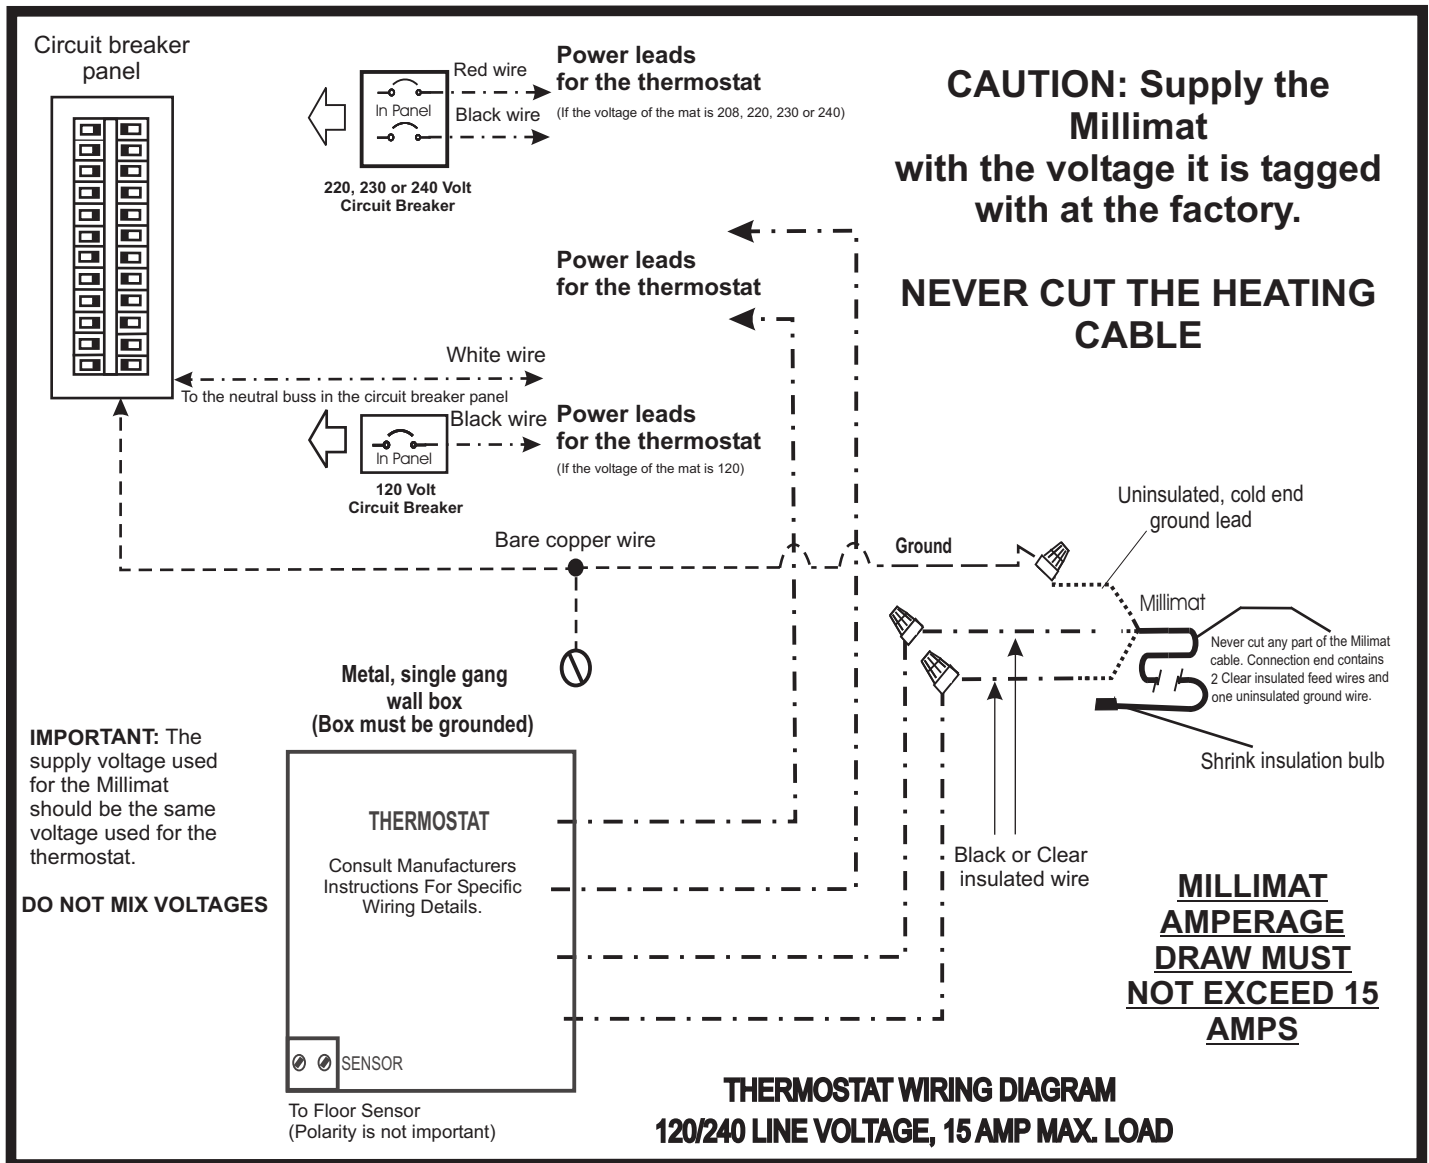 Circuit breaker
panel
Red wire
In Panel
Black wire
220, 230 or 240 Volt
Circuit Breaker
Power leads
for the thermostat
(If the voltage of the mat is 208, 220, 230 or 240)
CAUTION: Supply the
Millimat
with the voltage it is tagged
with at the factory.
NEVER CUT THE HEATING
CABLE
Power leads
for the thermostat
White wire
To the neutral buss in the circuit breaker panel
Black wire
In Panel
120 Volt
Circuit Breaker
Power leads
for the thermostat
(If the voltage of the mat is 120)
Bare copper wire
Ground
Uninsulated, cold end
ground lead
Millimat
Never cut any part of the Milimat
cable. Connection end contains
2 Clear insulated feed wires and
one uninsulated ground wire.
Shrink insulation bulb
Black or Clear
insulated wire
Metal, single gang
wall box
(Box must be grounded)
IMPORTANT: The
supply voltage used
for the Millimat
should be the same
voltage used for the
thermostat.
DO NOT MIX VOLTAGES
THERMOSTAT
Consult Manufacturers
Instructions For Specific
Wiring Details.
SENSOR
To Floor Sensor
(Polarity is not important)
MILLIMAT
AMPERAGE
DRAW MUST
NOT EXCEED 15
AMPS
THERMOSTAT WIRING DIAGRAM
120/240 LINE VOLTAGE, 15 AMP MAX. LOAD